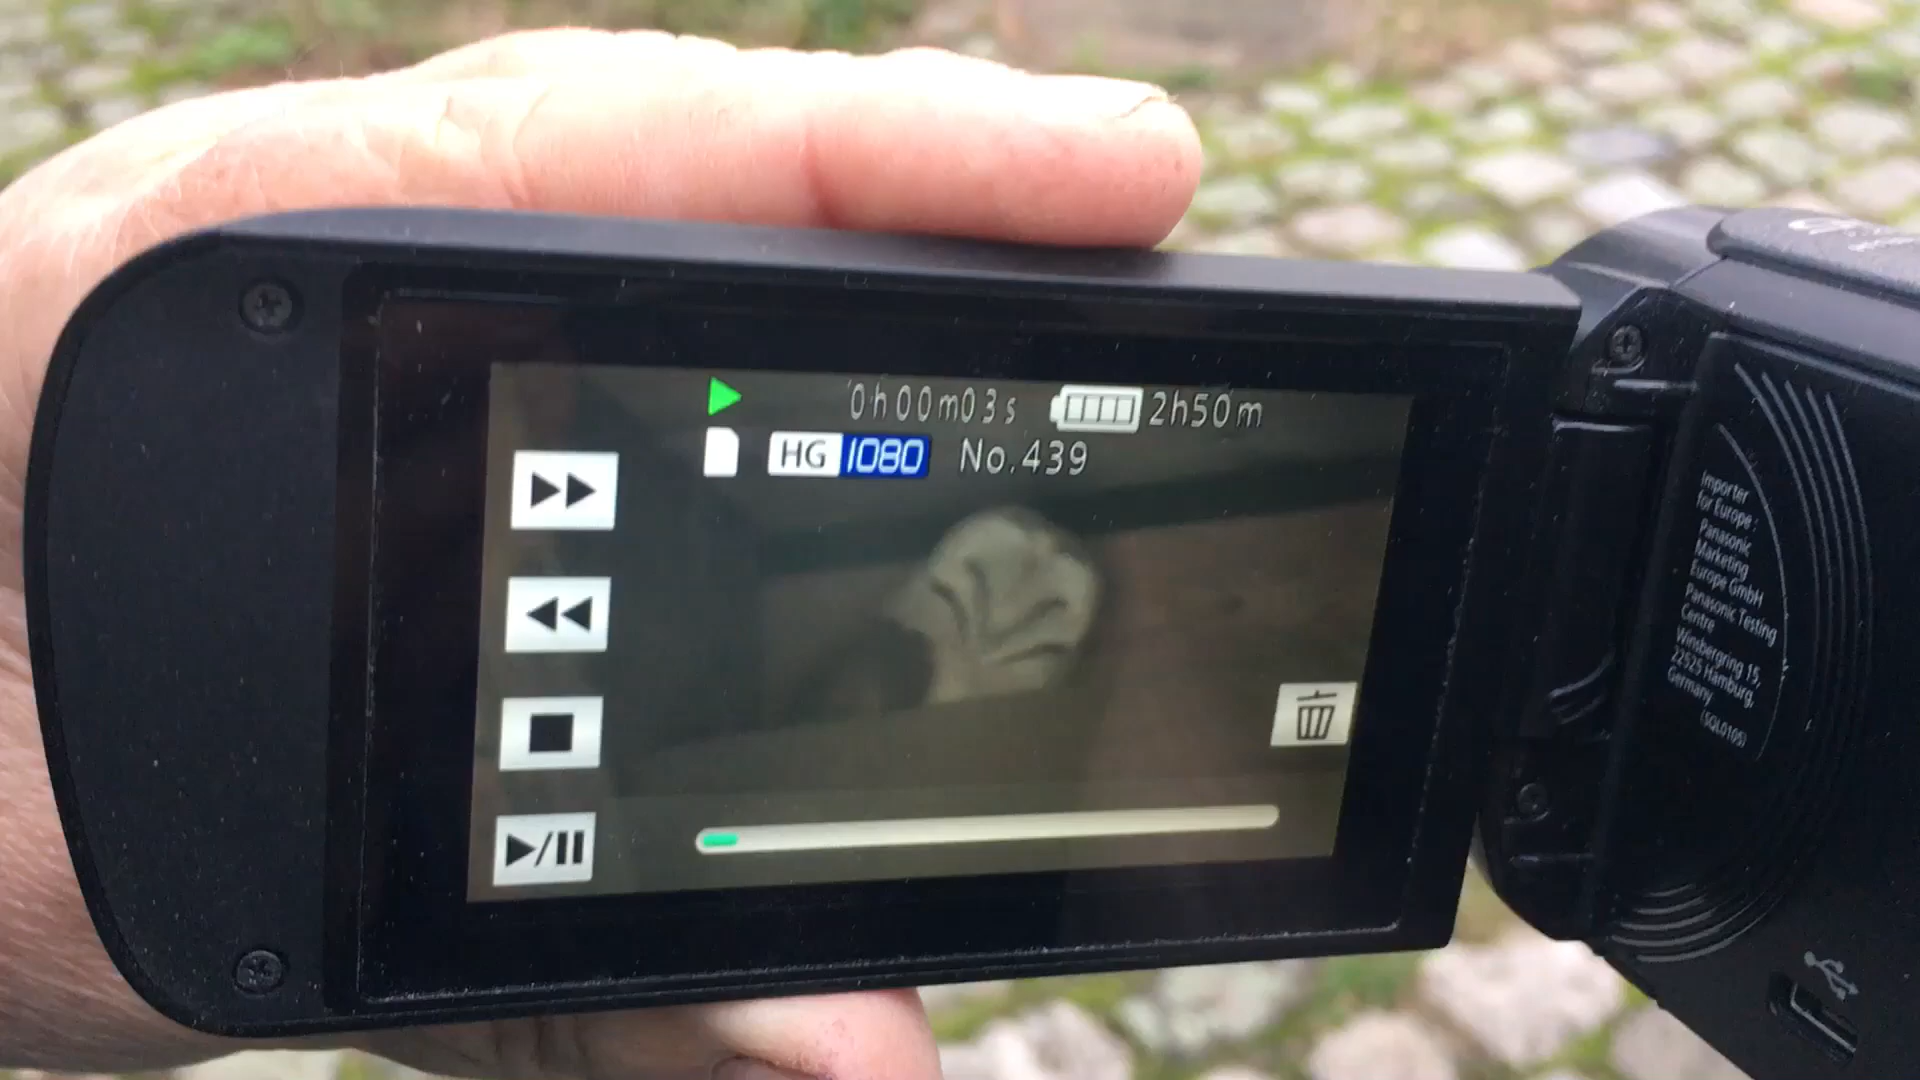 0h00m03s 2h50m
HG 1080 No.439
Importer
for Europe:
Panasonic
Marketing
Europe GmbH
Panasonic Testing
Centre
Winsbergring 15,
22525 Hamburg,
Germany
(SQL0105)